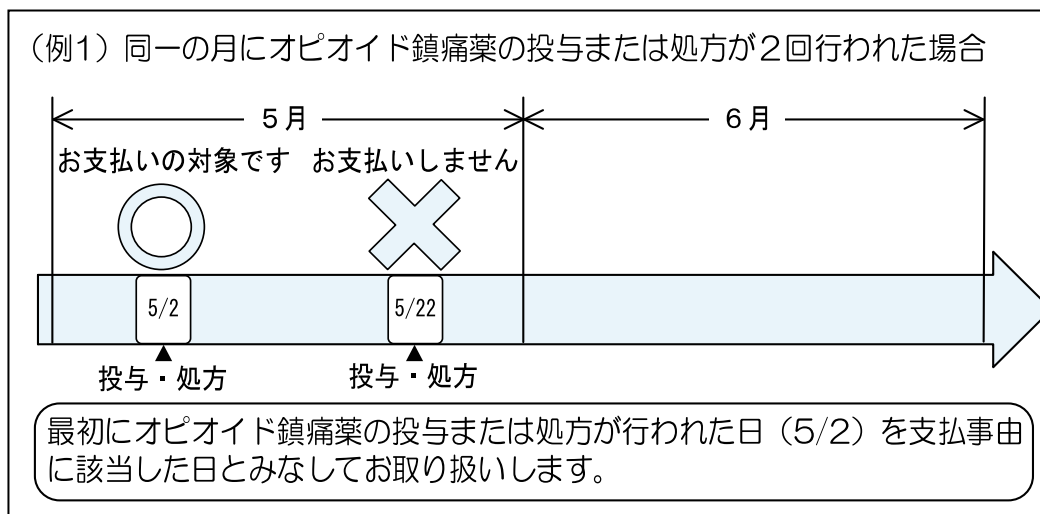 （例1）同一の月にオピオイド鎮痛薬の投与または処方が２回行われた場合
5月 6月
お支払いの対象です お支払いしません
5/2 5/22
▲ ▲
投与・処方 投与・処方
最初にオピオイド鎮痛薬の投与または処方が行われた日（5/2）を支払事由
に該当した日とみなしてお取り扱いします。